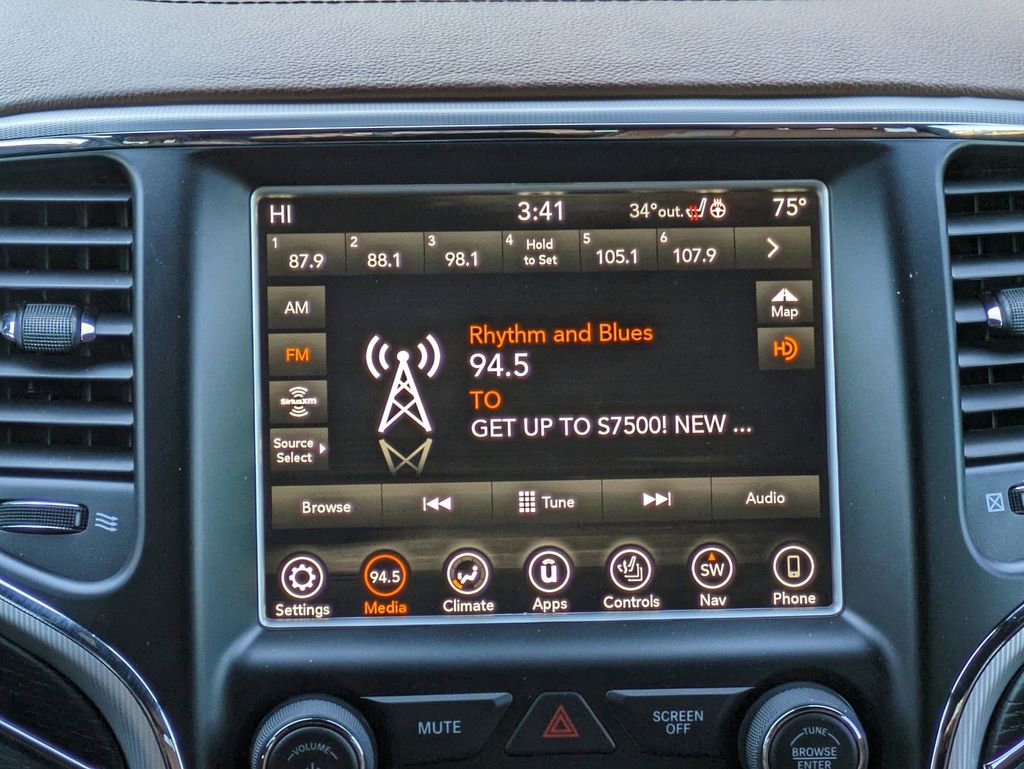 HI 3:41 34°out. 75°
1 87.9 2 88.1 3 98.1 4 Hold to Set 5 105.1 6 107.9
AM
FM
SiriusXM
Source
Select
Map
HD
Rhythm and Blues
94.5
TO
GET UP TO S7500! NEW ...
Browse Tune Audio
94.5 û SW
Settings Media Climate Apps Controls Nav Phone
MUTE
SCREEN
OFF
VOLUME
TUNE
BROWSE
ENTER